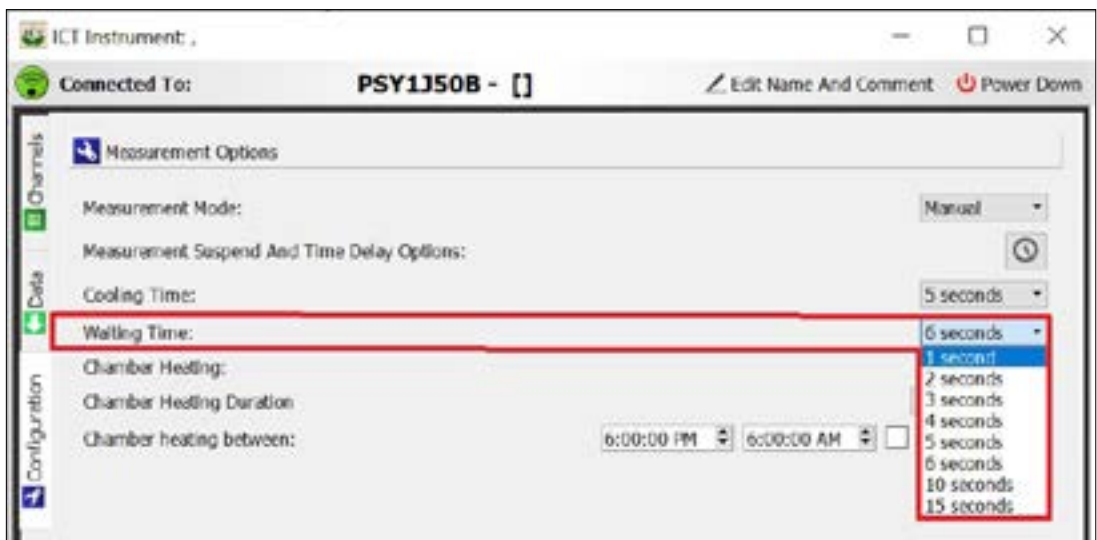 ICT Instrument: ,
Connected To: PSY1J50B - [] Edit Name And Comment Power Down
Channels
Data
Configuration
Measurement Options
Measurement Mode: Manual
Measurement Suspend And Time Delay Options:
Cooling Time: 5 seconds
Waiting Time: 6 seconds
1 second
2 seconds
3 seconds
4 seconds
5 seconds
6 seconds
10 seconds
15 seconds
Chamber Heating:
Chamber Heating Duration
Chamber heating between: 6:00:00 PM 6:00:00 AM